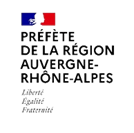 PRÉFÈTE
DE LA RÉGION
AUVERGNE-
RHÔNE-ALPES
Liberté
Égalité
Fraternité